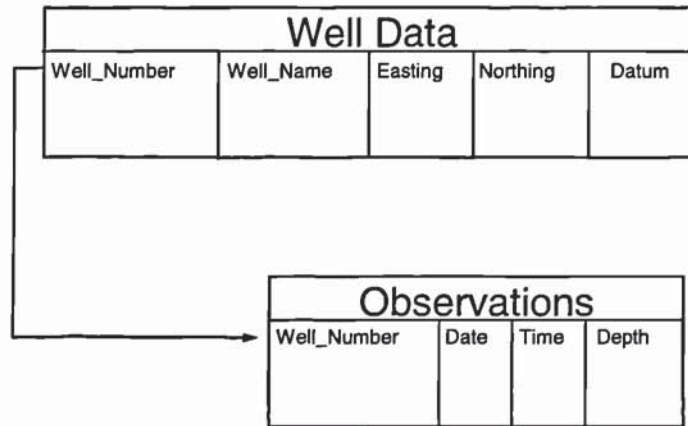 Well Data
Well_Number Well_Name Easting Northing Datum
Observations
Well_Number Date Time Depth